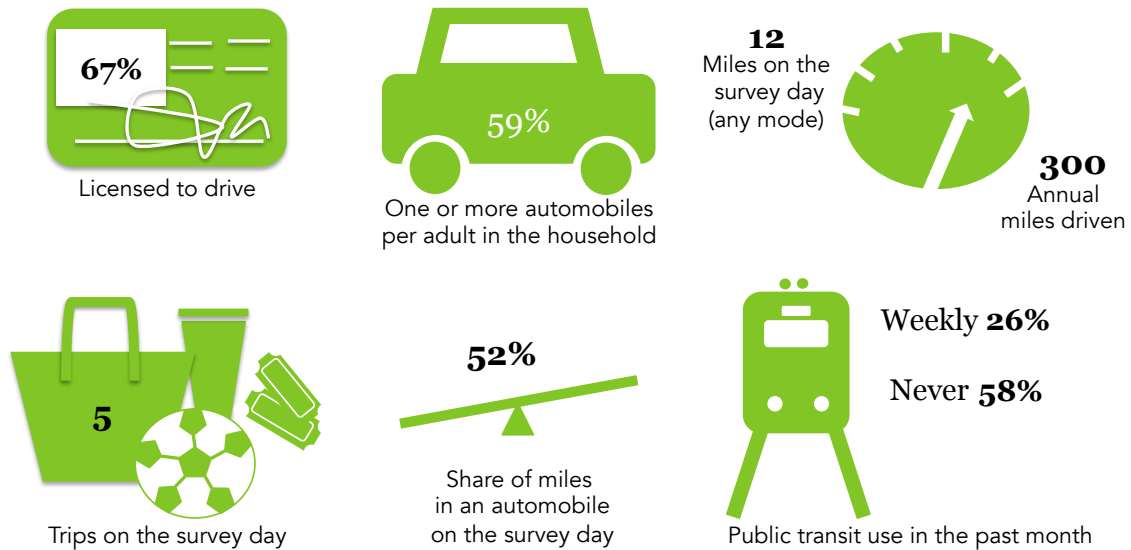 67%
Licensed to drive
59%
One or more automobiles
per adult in the household
12
Miles on the
survey day
(any mode)
300
Annual
miles driven
5
Trips on the survey day
52%
Share of miles
in an automobile
on the survey day
Weekly 26%
Never 58%
Public transit use in the past month